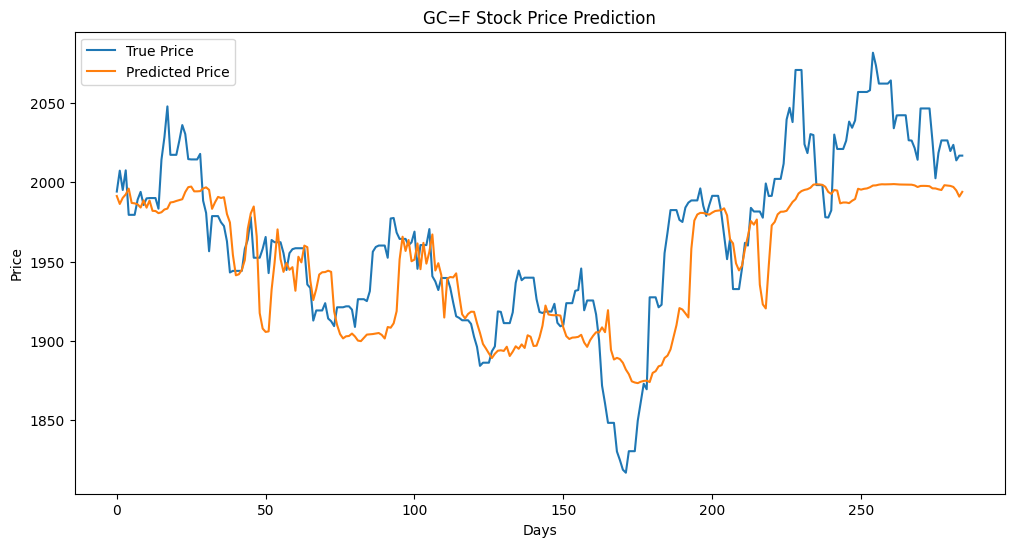 GC=F Stock Price Prediction
True Price
Predicted Price
Price
2050
2000
1950
1900
1850
0 50 100 150 200 250
Days